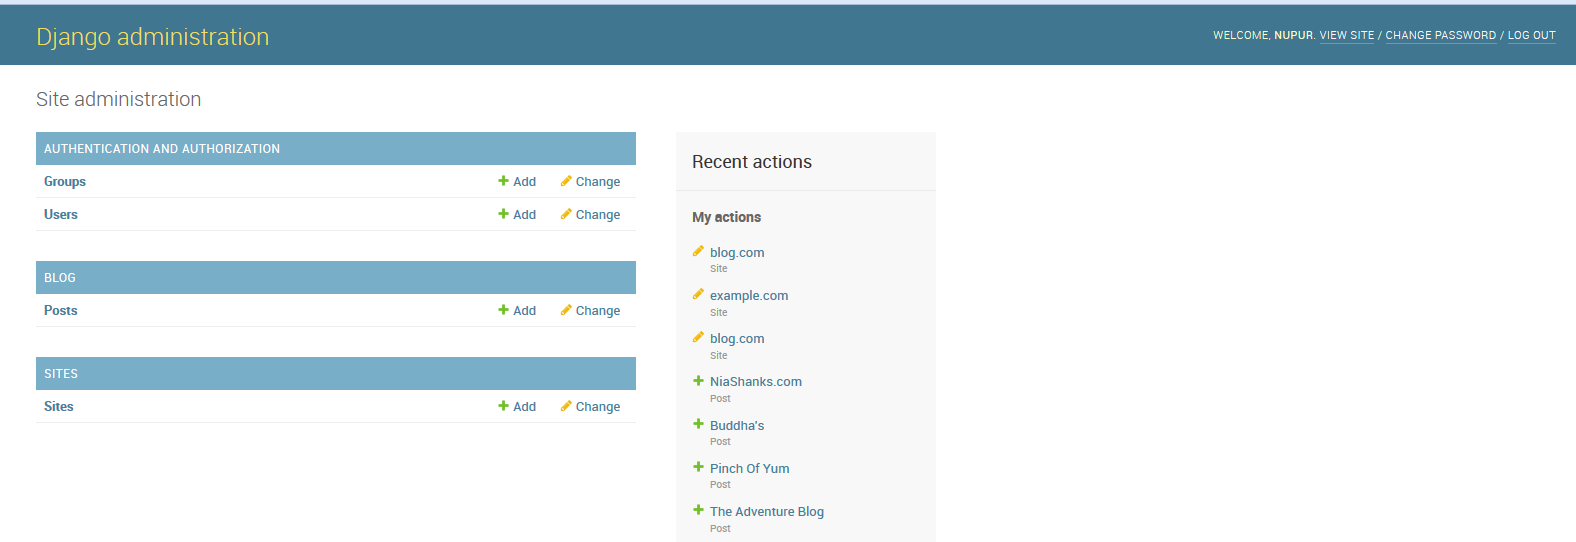 Django administration
WELCOME, NUPUR. VIEW SITE / CHANGE PASSWORD / LOG OUT
Site administration
AUTHENTICATION AND AUTHORIZATION
Groups Add Change
Users Add Change
BLOG
Posts Add Change
SITES
Sites Add Change
Recent actions
My actions
blog.com
Site
example.com
Site
blog.com
Site
NiaShanks.com
Post
Buddha's
Post
Pinch Of Yum
Post
The Adventure Blog
Post